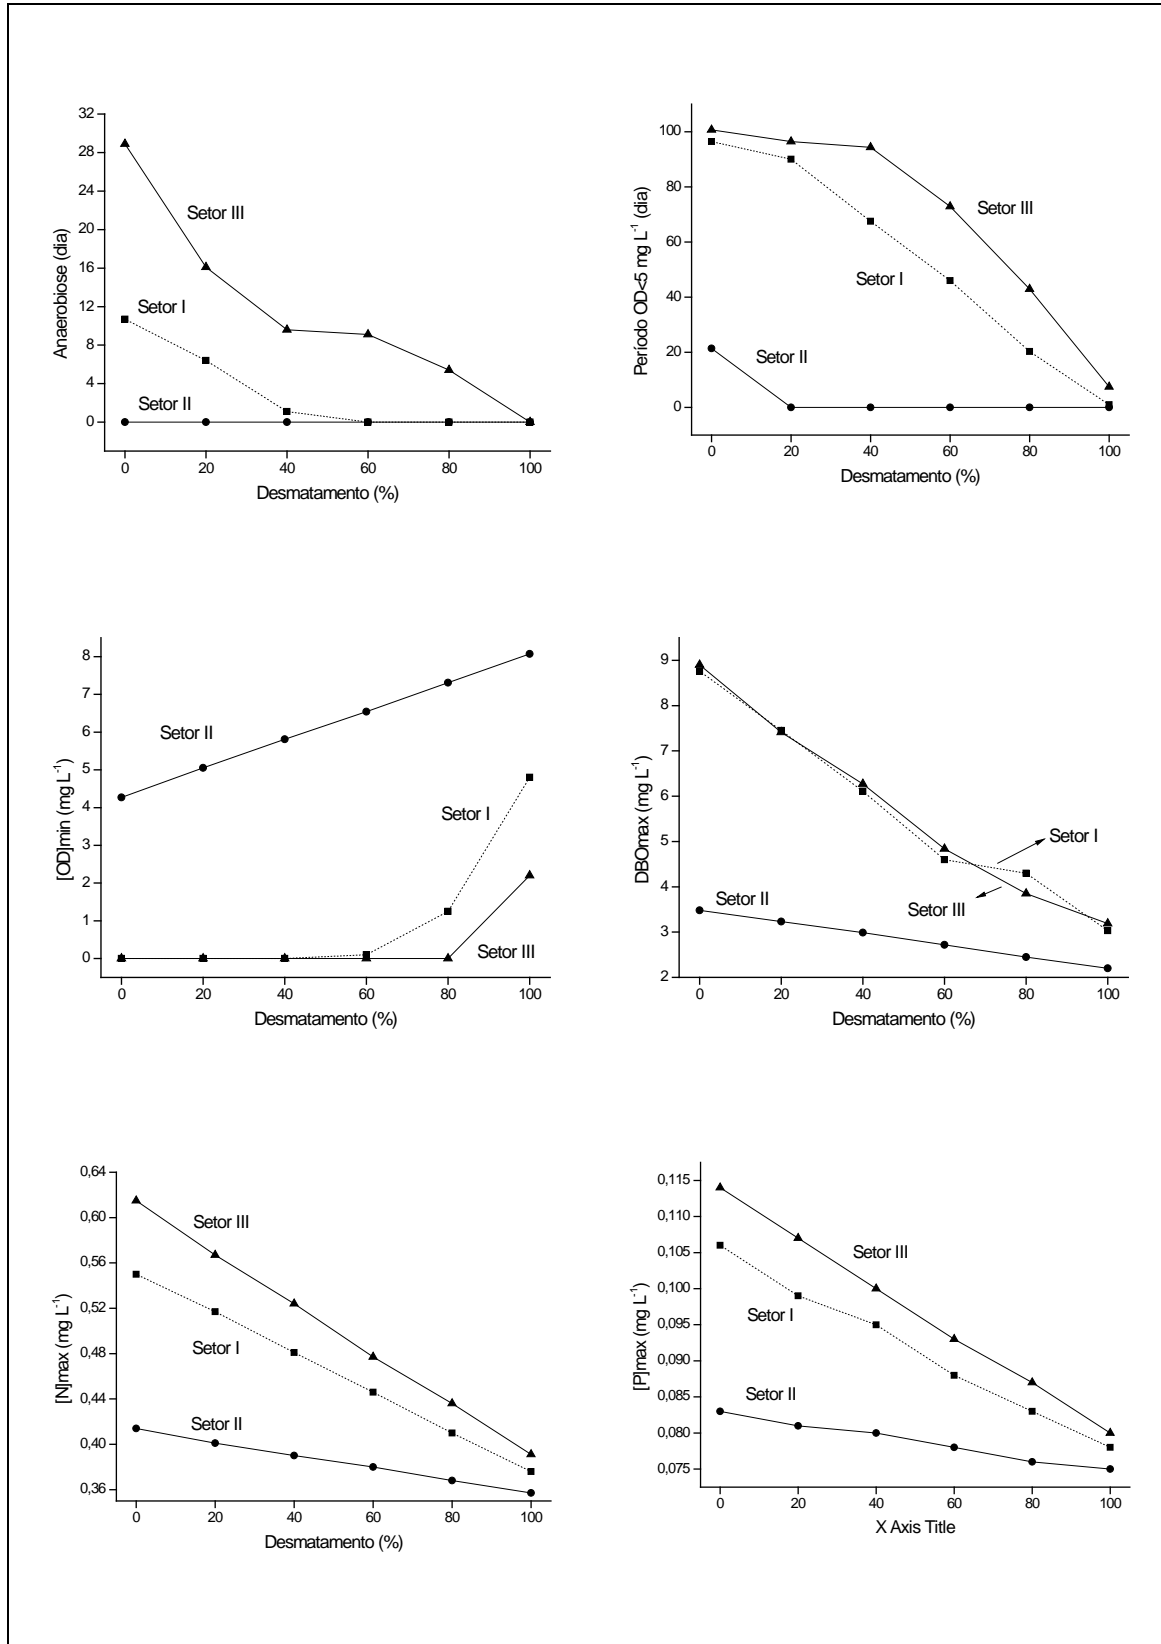 32
28
24
20
16
12
8
4
0
Anaerobiose (dia)
Setor III
Setor I
Setor II
0 20 40 60 80 100
Desmatamento (%)
100
80
60
40
20
0
Período OD<5 mg L⁻¹ (dia)
Setor III
Setor I
Setor II
0 20 40 60 80 100
Desmatamento (%)
8
7
6
5
4
3
2
1
0
[OD]min (mg L⁻¹)
Setor II
Setor I
Setor III
0 20 40 60 80 100
Desmatamento (%)
9
8
7
6
5
4
3
2
DBOmax (mg L⁻¹)
Setor I
Setor II
Setor III
0 20 40 60 80 100
Desmatamento (%)
0,64
0,60
0,56
0,52
0,48
0,44
0,40
0,36
[N]max (mg L⁻¹)
Setor III
Setor I
Setor II
0 20 40 60 80 100
Desmatamento (%)
0,115
0,110
0,105
0,100
0,095
0,090
0,085
0,080
0,075
[P]max (mg L⁻¹)
Setor III
Setor I
Setor II
0 20 40 60 80 100
X Axis Title